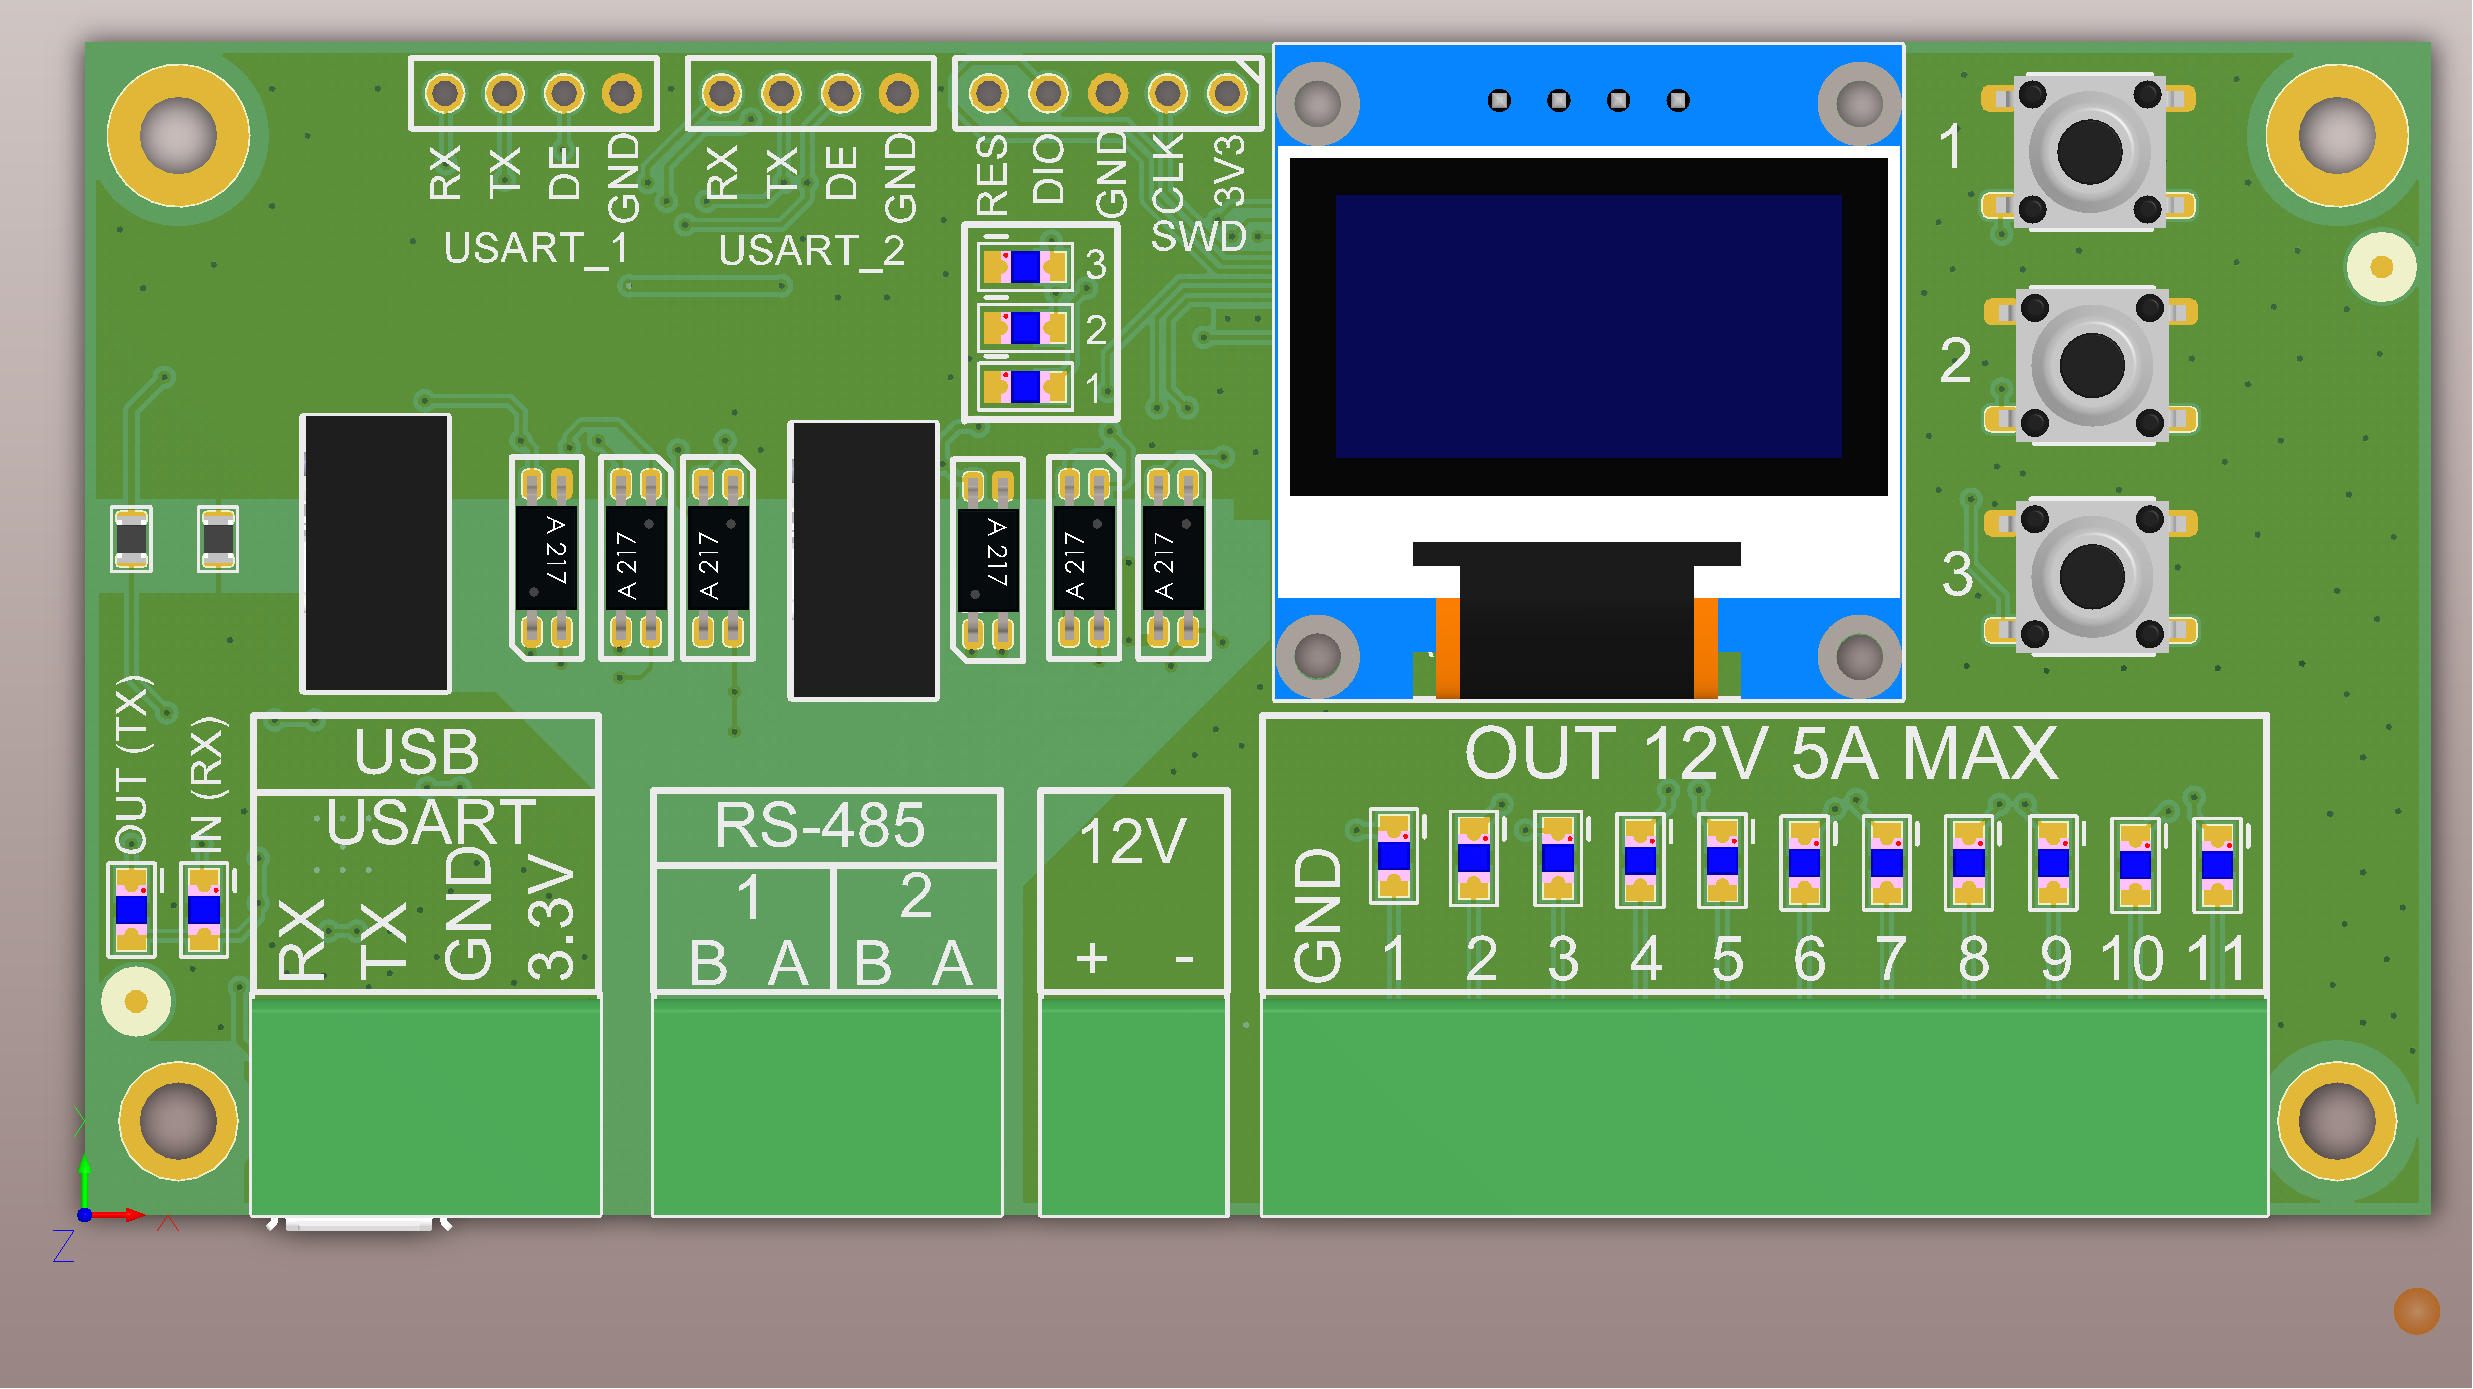 RX TX DE GND
USART_1
RX TX DE GND
USART_2
RES DIO GND SCLK 3V3
SWD
3
2
1
1
2
3
A 217
A 217
A 217
A 217
A 217
A 217
OUT (TX)
IN (RX)
USB
USART
RX TX GND 3.3V
RS-485
1 2
B A B A
12V
+ -
OUT 12V 5A MAX
GND 1 2 3 4 5 6 7 8 9 10 11
Y
X
Z